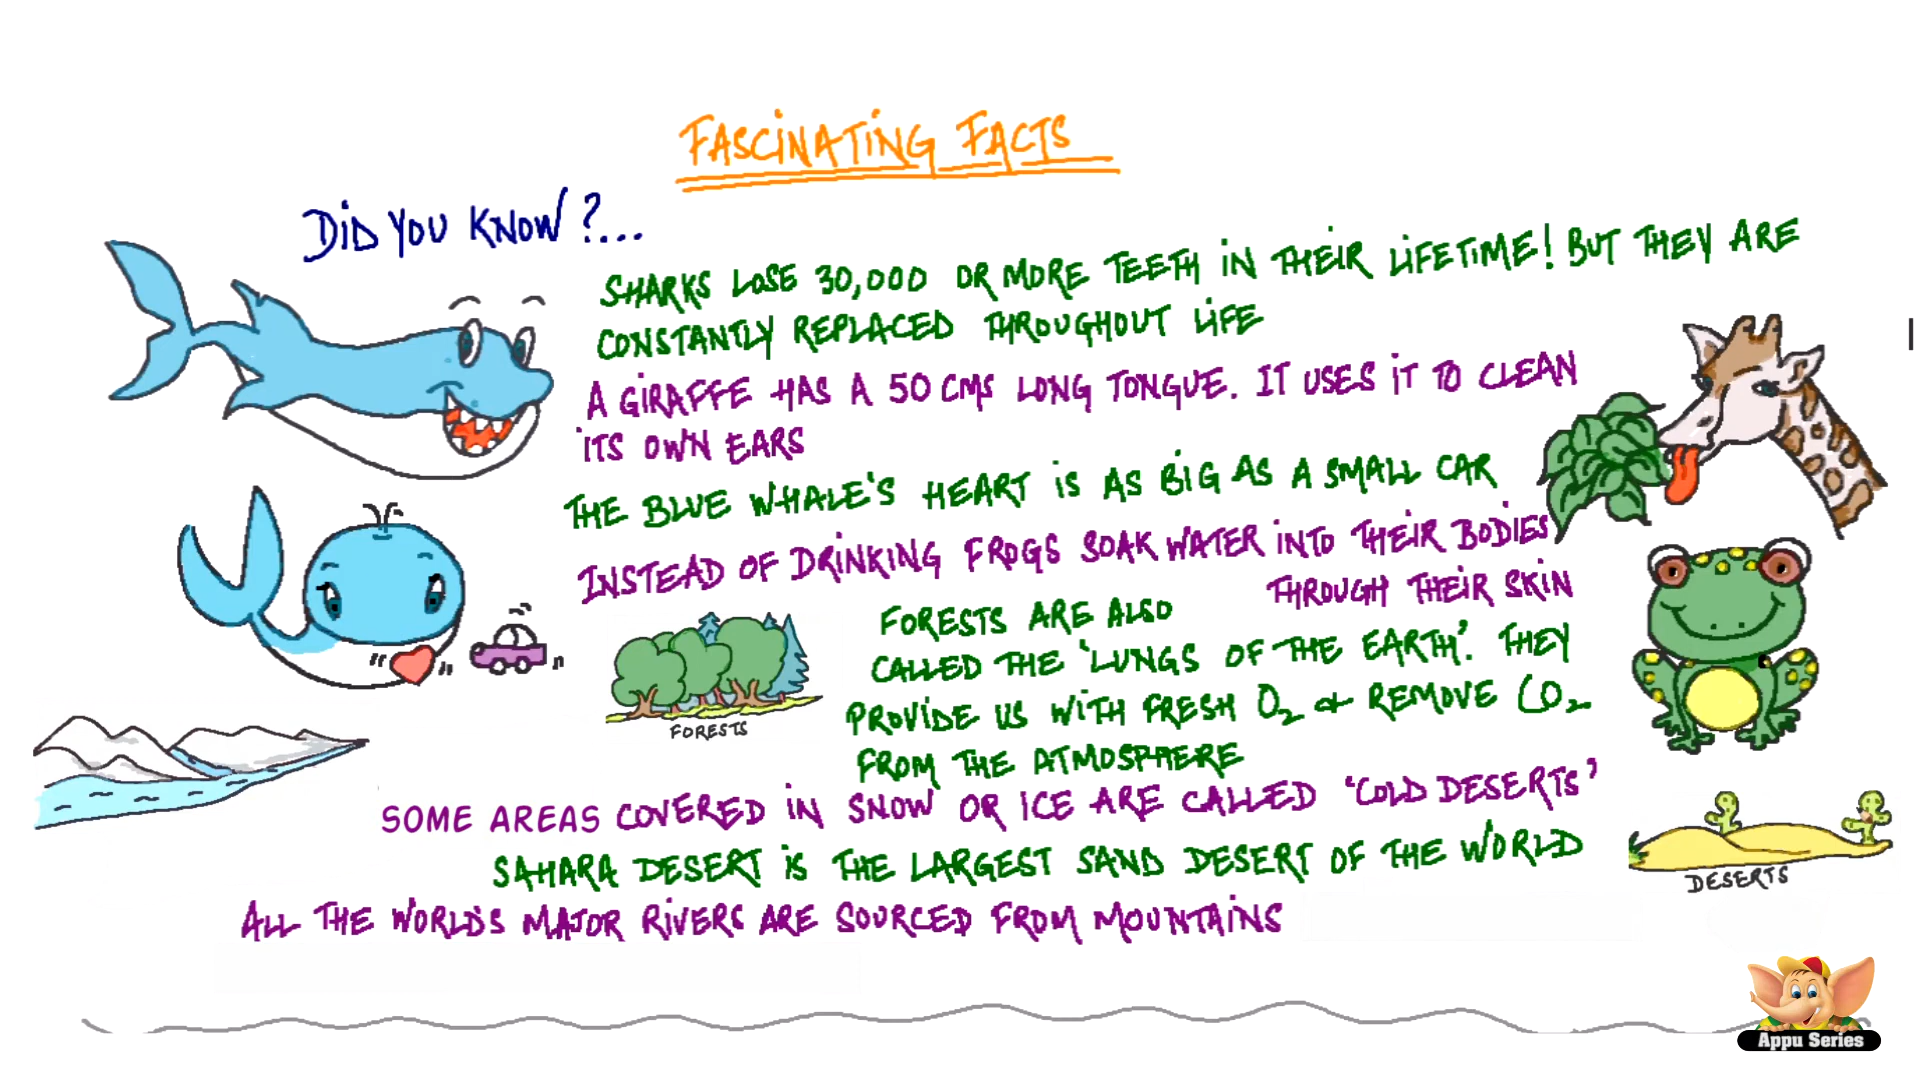 FASCINATING FACTS
DID YOU KNOW?...
SHARKS LOSE 30,000 OR MORE TEETH IN THEIR LIFETIME! BUT THEY ARE
CONSTANTLY REPLACED THROUGHOUT LIFE
A GIRAFFE HAS A 50 CMS LONG TONGUE. IT USES IT TO CLEAN
ITS OWN EARS
THE BLUE WHALE'S HEART IS AS BIG AS A SMALL CAR
INSTEAD OF DRINKING FROGS SOAK WATER INTO THEIR BODIES
THROUGH THEIR SKIN
FORESTS ARE ALSO
CALLED THE 'LUNGS OF THE EARTH'. THEY
PROVIDE US WITH FRESH O₂ & REMOVE CO₂
FROM THE ATMOSPHERE
FORESTS
SOME AREAS COVERED IN SNOW OR ICE ARE CALLED 'COLD DESERTS'
SAHARA DESERT IS THE LARGEST SAND DESERT OF THE WORLD
DESERTS
ALL THE WORLD'S MAJOR RIVERS ARE SOURCED FROM MOUNTAINS
Appu Series